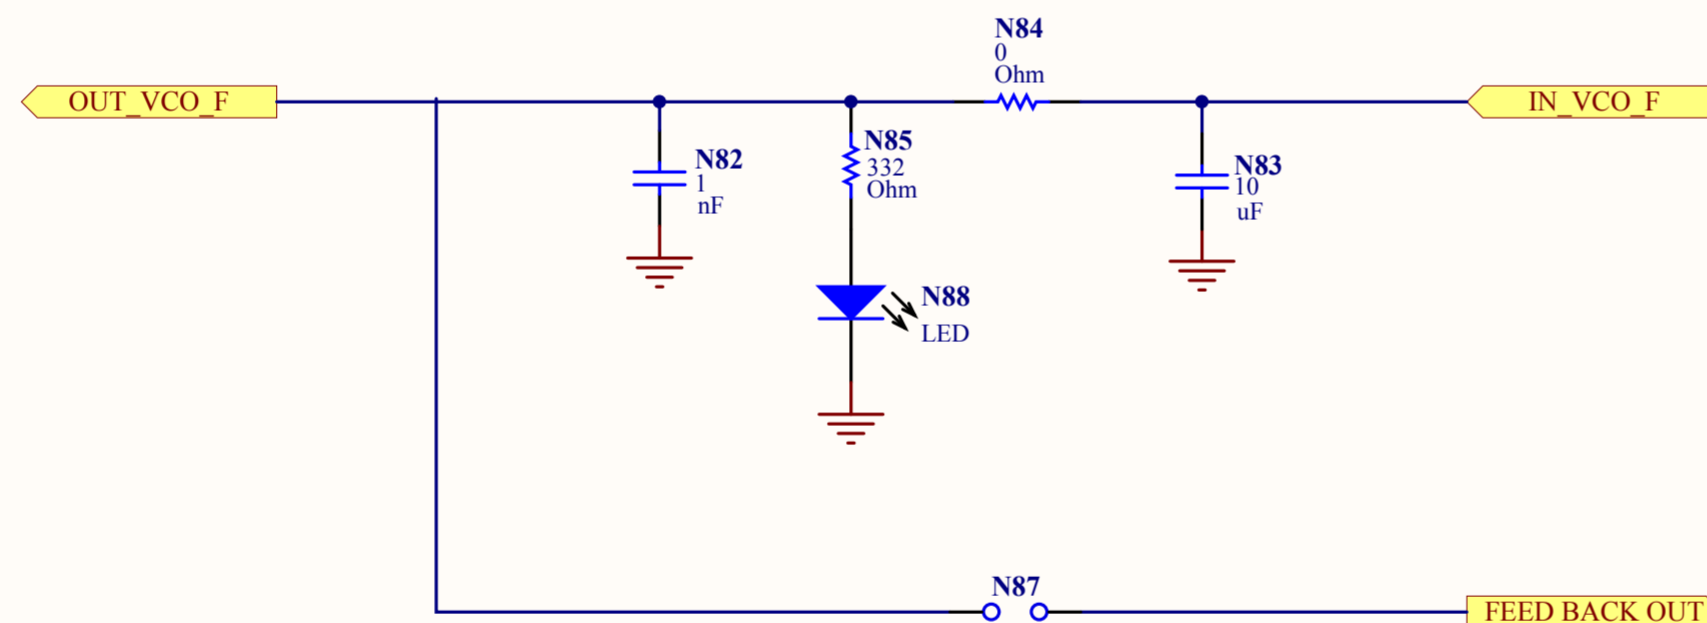 N84
0
Ohm
OUT_VCO_F
IN_VCO_F
N85
332
Ohm
N82
1
nF
N83
10
uF
N88
LED
N87
FEED BACK OUT